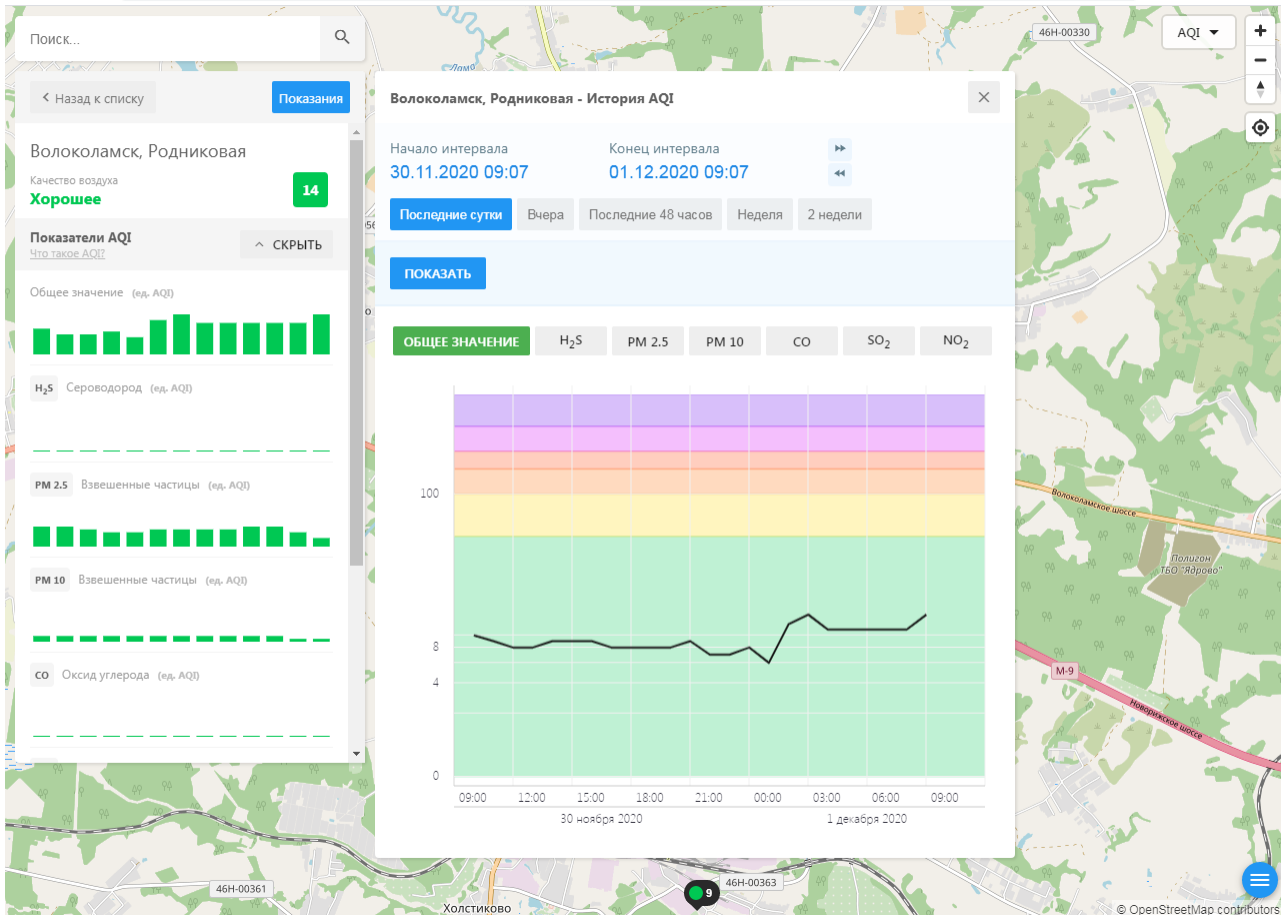 Поиск...
46Н-00330
AQI
Ламо
Назад к списку
Показания
Волоколамск, Родниковая
Качество воздуха
Хорошее
14
Показатели AQI
Что такое AQI?
СКРЫТЬ
Общее значение (ед. AQI)
H₂S Сероводород (ед. AQI)
PM 2.5 Взвешенные частицы (ед. AQI)
PM 10 Взвешенные частицы (ед. AQI)
CO Оксид углерода (ед. AQI)
Волоколамск, Родниковая - История AQI
Начало интервала
30.11.2020 09:07
Конец интервала
01.12.2020 09:07
Последние сутки
Вчера
Последние 48 часов
Неделя
2 недели
ПОКАЗАТЬ
ОБЩЕЕ ЗНАЧЕНИЕ
H₂S
PM 2.5
PM 10
CO
SO₂
NO₂
100
8
4
0
09:00 12:00 15:00 18:00 21:00 00:00 03:00 06:00 09:00
30 ноября 2020 1 декабря 2020
Волоколамское шоссе
Полигон
ТБО "Ядрово"
М-9
Новорижское шоссе
46Н-00361
9
46Н-00363
Холстиково
© OpenStreetMap contributors